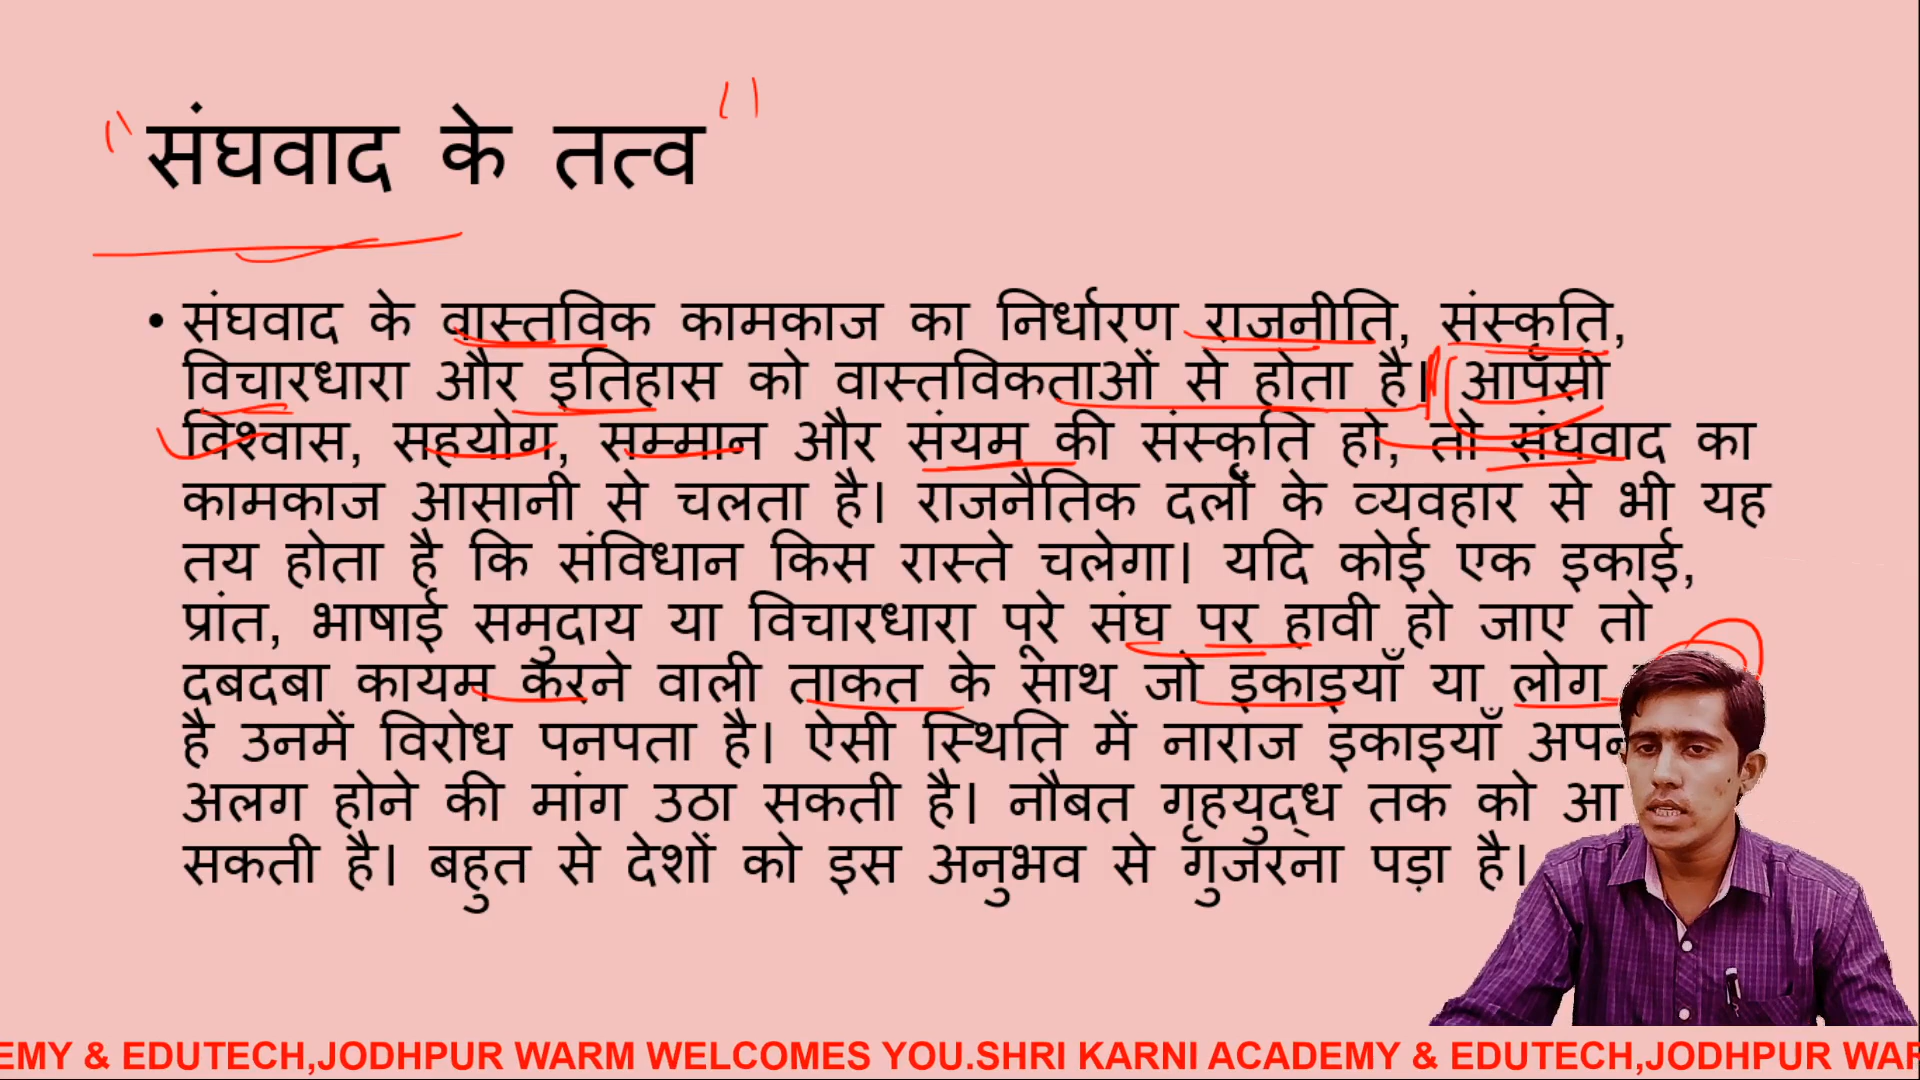 संघवाद के तत्व
• संघवाद के वास्तविक कामकाज का निर्धारण राजनीति, संस्कृति,
विचारधारा और इतिहास को वास्तविकताओं से होता है। आपसी
विश्वास, सहयोग, सम्मान और संयम की संस्कृति हो, तो संघवाद का
कामकाज आसानी से चलता है। राजनैतिक दलों के व्यवहार से भी यह
तय होता है कि संविधान किस रास्ते चलेगा। यदि कोई एक इकाई,
प्रांत, भाषाई समुदाय या विचारधारा पूरे संघ पर हावी हो जाए तो
दबदबा कायम करने वाली ताकत के साथ जो इकाइयाँ या लोग
है उनमें विरोध पनपता है। ऐसी स्थिति में नाराज इकाइयाँ
अलग होने की मांग उठा सकती है। नौबत गृहयुद्ध तक को आ
सकती है। बहुत से देशों को इस अनुभव से गुजरना पड़ा है।
EMY & EDUTECH,JODHPUR WARM WELCOMES YOU.SHRI KARNI ACADEMY & EDUTECH,JODHPUR WAR